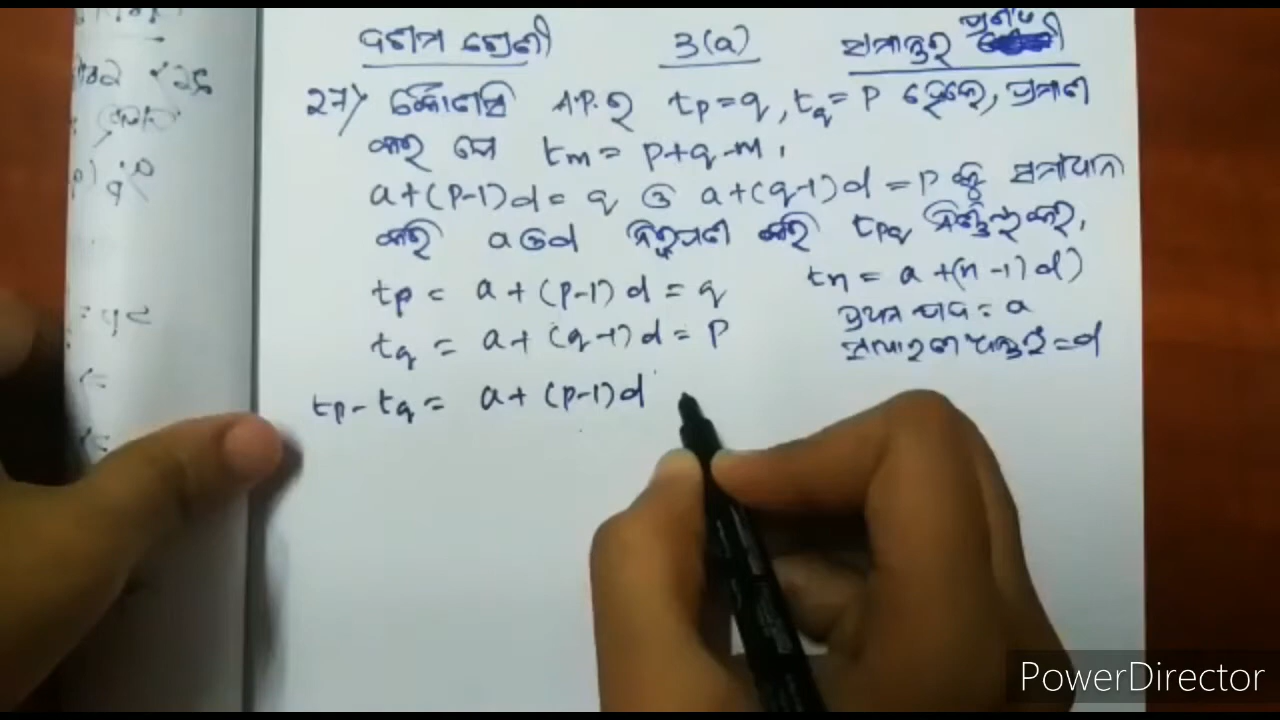 ଦଶମ ଶ୍ରେଣୀ 3(a) ସମାନ୍ତର ପ୍ରଗତି
27) କୌଣସି A.P.ର tp=q, tq=P ହେଲେ, ପ୍ରମାଣ
କର ଯେ tm= p+q-m,
a+(p-1)d= q ଓ a+(q-1)d =P କୁ ସମାଧାନ
କରି a ଓ d ନିରୂପଣ କରି tpq ନିର୍ଣ୍ଣୟ କର,
tp= a+(p-1)d= q
tn= a+(n-1)d)
ପ୍ରଥମ ପଦ= a
tq = a+(q-1)d= P
ସାଧାରଣ ଅନ୍ତର=d
tp-tq= a+(p-1)d
PowerDirector